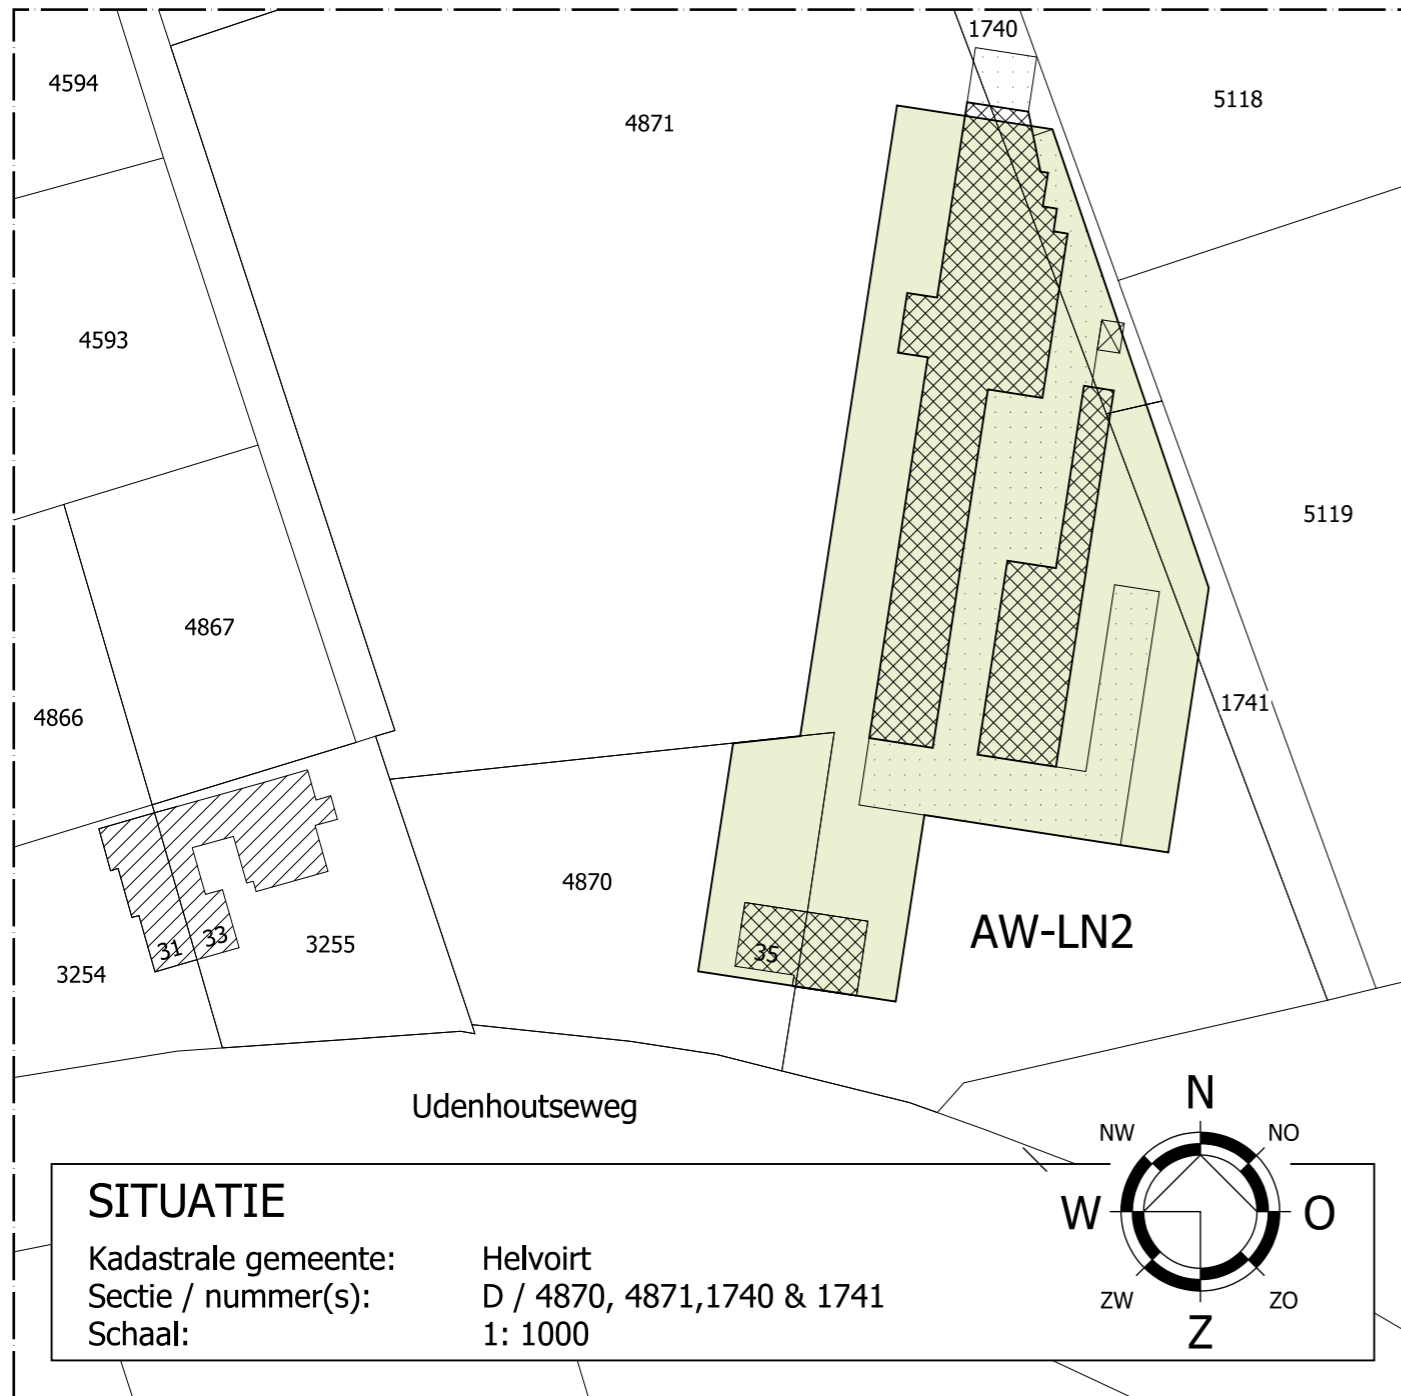 1740
4594
5118
4871
4593
5119
4867
1741
4866
4870
AW-LN2
33
3255
31
35
3254
Udenhoutseweg
N
NW
NO
W
O
ZW
ZO
Z
SITUATIE
Kadastrale gemeente: Helvoirt
Sectie / nummer(s): D / 4870, 4871,1740 & 1741
Schaal: 1: 1000